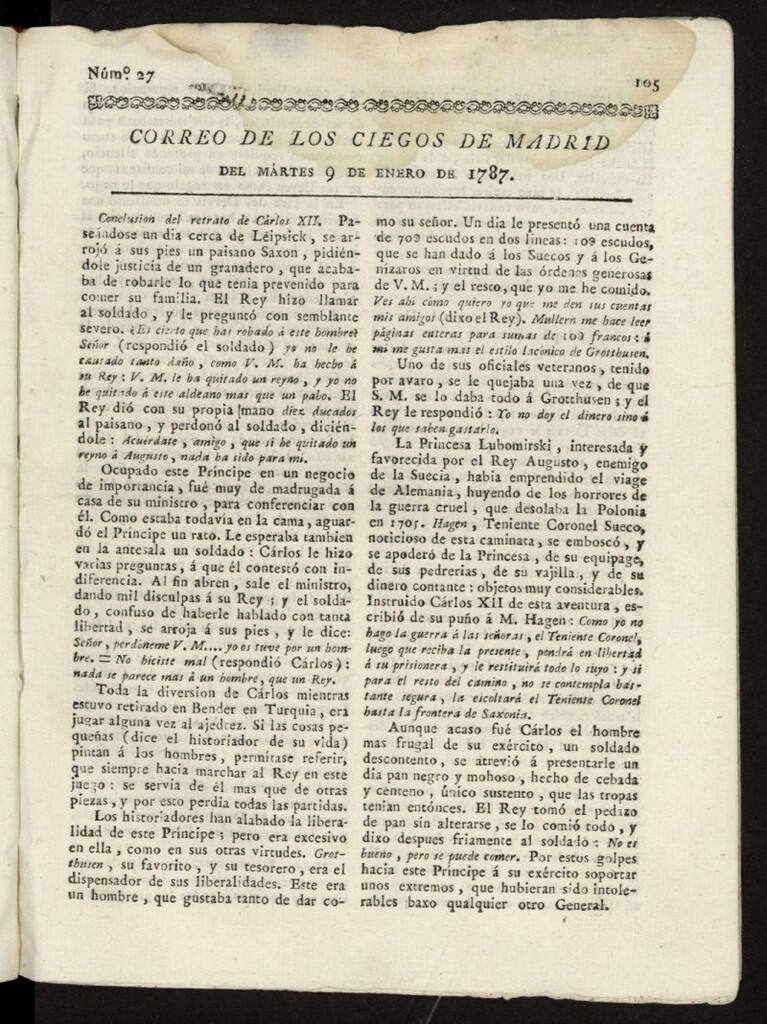 Núm.º 27
105
CORREO DE LOS CIEGOS DE MADRID
DEL MÁRTES 9 DE ENERO DE 1787.
Conclusion del retrato de Cárlos XII. Pa-
seándose un dia cerca de Léipsick, se ar-
rojó á sus pies un paisano Saxon, pidién-
dole justicia de un granadero, que acaba-
ba de robarle lo que tenia prevenido para
comer su familia. El Rey hizo llamar
al soldado, y le preguntó con semblante
severo. ¿Es cierto que has robado á este hombre?
Señor (respondió el soldado) yo no le he
causado tanto daño, como V. M. ha hecho á
su Rey: V. M. le ha quitado un reyno, y yo no
he quitado á este aldeano mas que un pabo. El
Rey dió con su propia mano diez ducados
al paisano, y perdonó al soldado, dicién-
dole: Acuérdate, amigo, que si he quitado un
reyno á Augusto, nada ha sido para mi.
Ocupado este Príncipe en un negocio
de importancia, fué muy de madrugada á
casa de su ministro, para conferenciar con
él. Como estaba todavía en la cama, aguar-
dó el Príncipe un rato. Le esperaba tambien
en la antesala un soldado: Cárlos le hizo
varias preguntas, á que él contestó con in-
diferencia. Al fin abren, sale el ministro,
dando mil disculpas á su Rey; y el solda-
do, confuso de haberle hablado con tanta
libertad, se arroja á sus pies, y le dice:
Señor, perdóneme V. M.... yo os tuve por un hom-
bre. = No hiciste mal (respondió Cárlos):
nada se parece mas á un hombre, que un Rey.
Toda la diversion de Cárlos mientras
estuvo retirado en Bender en Turquia, era
jugar alguna vez al ajedrez. Si las cosas pe-
queñas (dice el historiador de su vida)
pintan á los hombres, permítase referir,
que siempre hacia marchar al Rey en este
juego: se servia de él mas que de otras
piezas, y por esto perdia todas las partidas.
Los historiadores han alabado la libera-
lidad de este Príncipe; pero era excesivo
en ella, como en sus otras virtudes. Grot-
thusen, su favorito, y su tesorero, era el
dispensador de sus liberalidades. Este era
un hombre, que gustaba tanto de dar co-
mo su señor. Un dia le presentó una cuenta
de 70@ escudos en dos lineas: 10@ escudos,
que se han dado á los Suecos y á los Ge-
nízaros en virtud de las órdenes generosas
de V. M.; y el resto, que yo me he comido.
Ves ahí cómo quiero yo que me den sus cuentas
mis amigos (dixo el Rey). Mullern me hace leer
páginas enteras para sumas de 10@ francos: á
mi me gusta mas el estilo lacónico de Grotthusen.
Uno de sus oficiales veteranos, tenido
por avaro, se le quejaba una vez, de que
S. M. se lo daba todo á Grotthusen; y el
Rey le respondió: Yo no doy el dinero sino á
los que saben gastarlo.
La Princesa Lubomirski, interesada y
favorecida por el Rey Augusto, enemigo
de la Suecia, habia emprendido el viage
de Alemania, huyendo de los horrores de
la guerra cruel, que desolaba la Polonia
en 1705. Hagen, Teniente Coronel Sueco,
noticioso de esta caminata, se emboscó, y
se apoderó de la Princesa, de su equipage,
de sus pedrerias, de su vajilla, y de su
dinero contante: objetos muy considerables.
Instruido Cárlos XII de esta aventura, es-
cribió de su puño á M. Hagen: Como yo no
hago la guerra á las señoras, el Teniente Coronel,
luego que reciba la presente, pondrá en libertad
á su prisionera, y le restituirá todo lo suyo: y si
para el resto del camino, no se contempla bas-
tante segura, la escoltará el Teniente Coronel
hasta la frontera de Saxonia.
Aunque acaso fué Cárlos el hombre
mas frugal de su exército, un soldado
descontento, se atrevió á presentarle un
dia pan negro y mohoso, hecho de cebada
y centeno, único sustento, que las tropas
tenian entónces. El Rey tomó el pedazo
de pan sin alterarse, se lo comió todo, y
dixo despues friamente al soldado: No es
bueno, pero se puede comer. Por estos golpes
hacia este Príncipe á su exército soportar
unos extremos, que hubieran sido intole-
rables baxo qualquier otro General.